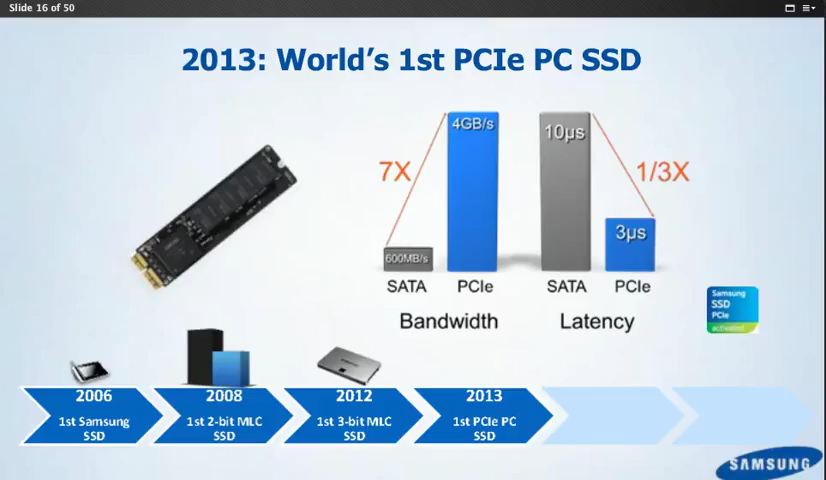 Slide 16 of 50
2013: World's 1st PCIe PC SSD
7X
4GB/s
600MB/s
SATA PCIe
Bandwidth
10µs
1/3X
3µs
SATA PCIe
Latency
Samsung
SSD
PCIe
activated
2006
1st Samsung
SSD
2008
1st 2-bit MLC
SSD
2012
1st 3-bit MLC
SSD
2013
1st PCIe PC
SSD
SAMSUNG